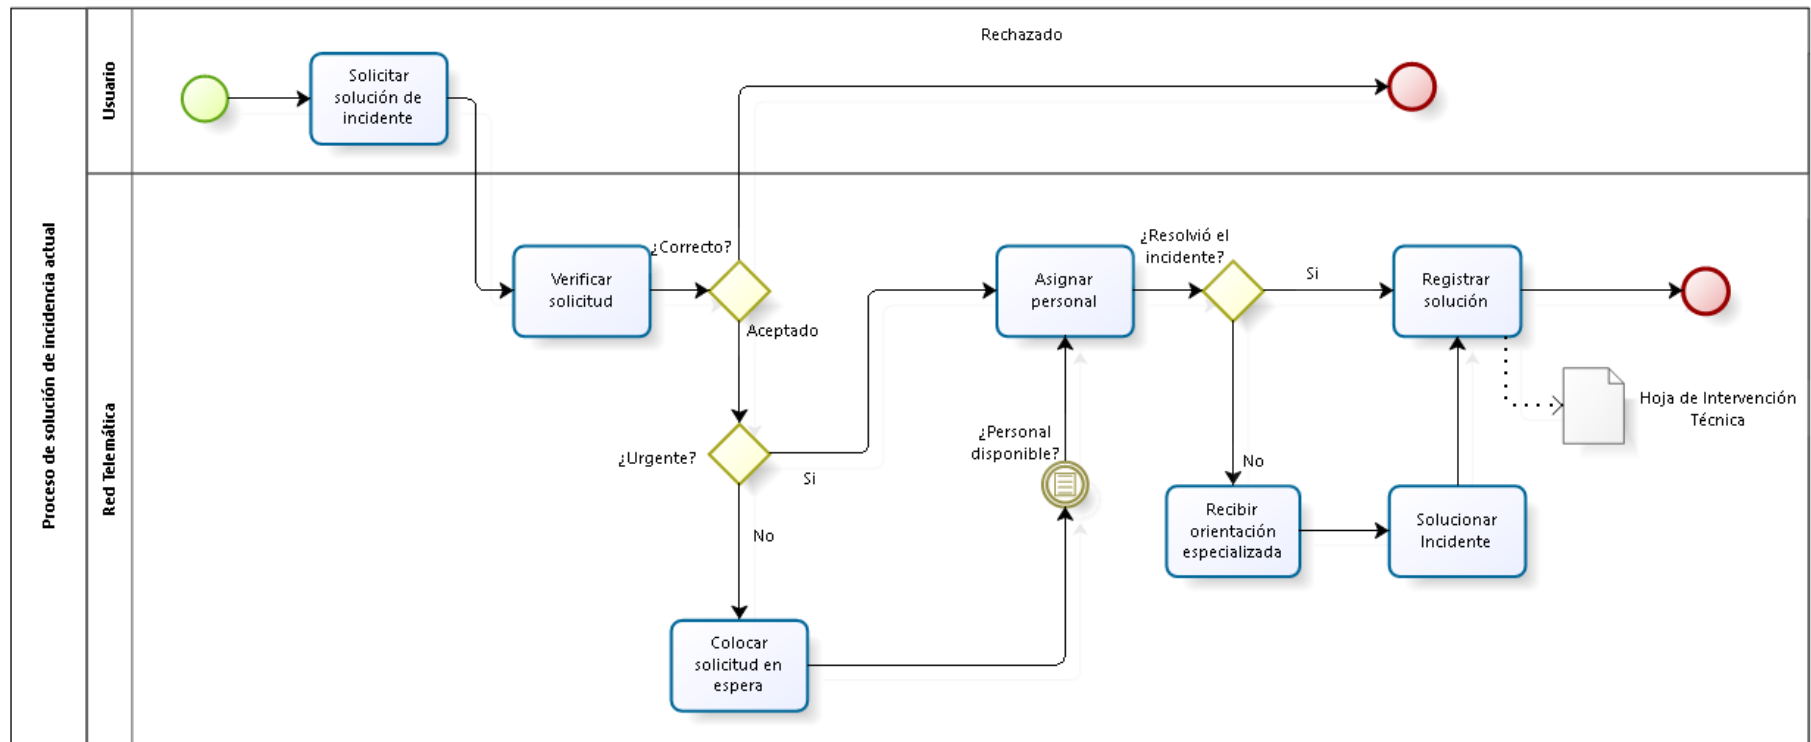 Proceso de solución de incidencia actual
Usuario
Solicitar
solución de
incidente
Rechazado
Red Telemática
Verificar
solicitud
¿Correcto?
Aceptado
¿Urgente?
Si
No
Colocar
solicitud en
espera
¿Personal
disponible?
Asignar
personal
¿Resolvió el
incidente?
Si
No
Recibir
orientación
especializada
Solucionar
Incidente
Registrar
solución
Hoja de Intervención
Técnica